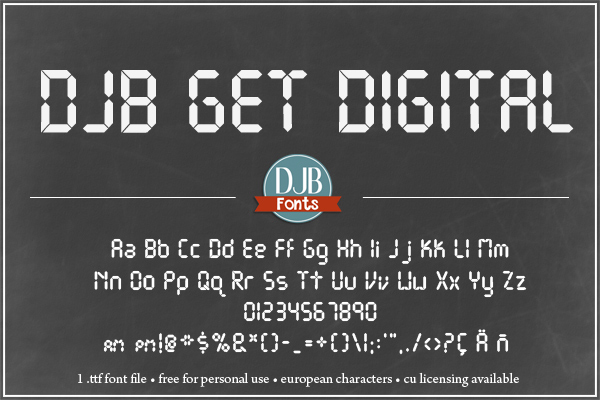 DJB GET DIGITAL
DJB
Fonts
Aa Bb Cc Dd Ee Ff Gg Hh Ii Jj Kk Ll Mm
Nn Oo Pp Qq Rr Ss Tt Uu Vv Ww Xx Yy Zz
01234567890
am pm!@*$%&*()-_=+{}\|;:'",./<>?Ç Ä ñ
1 .ttf font file • free for personal use • european characters • cu licensing available